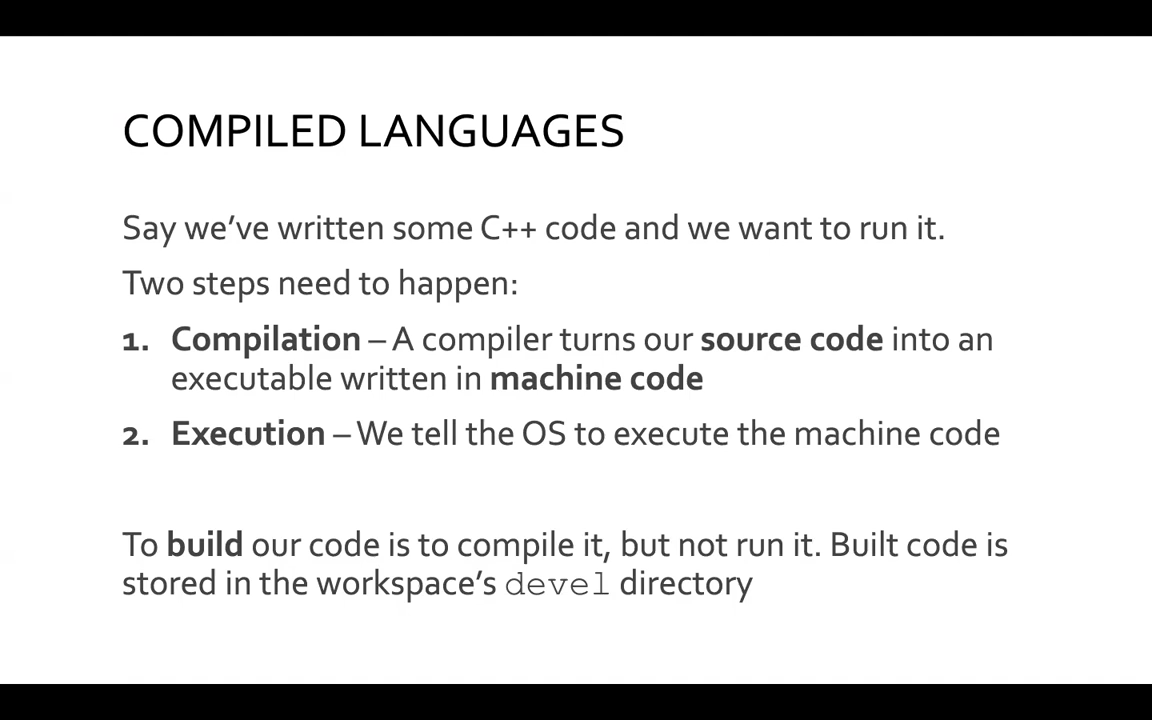 COMPILED LANGUAGES
Say we’ve written some C++ code and we want to run it.
Two steps need to happen:
1. Compilation – A compiler turns our source code into an
executable written in machine code
2. Execution – We tell the OS to execute the machine code
To build our code is to compile it, but not run it. Built code is
stored in the workspace’s devel directory